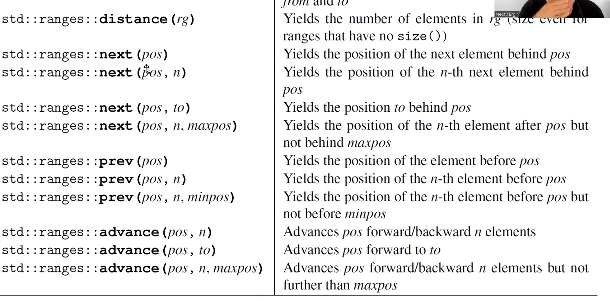 from and to
std::ranges::distance(rg) Yields the number of elements in rg (size even for
ranges that have no size())
std::ranges::next(pos) Yields the position of the next element behind pos
std::ranges::next(pos, n) Yields the position of the n-th next element behind
pos
std::ranges::next(pos, to) Yields the position to behind pos
std::ranges::next(pos, n, maxpos) Yields the position of the n-th element after pos but
not behind maxpos
std::ranges::prev(pos) Yields the position of the element before pos
std::ranges::prev(pos, n) Yields the position of the n-th element before pos
std::ranges::prev(pos, n, minpos) Yields the position of the n-th element before pos but
not before minpos
std::ranges::advance(pos, n) Advances pos forward/backward n elements
std::ranges::advance(pos, to) Advances pos forward to to
std::ranges::advance(pos, n, maxpos) Advances pos forward/backward n elements but not
further than maxpos